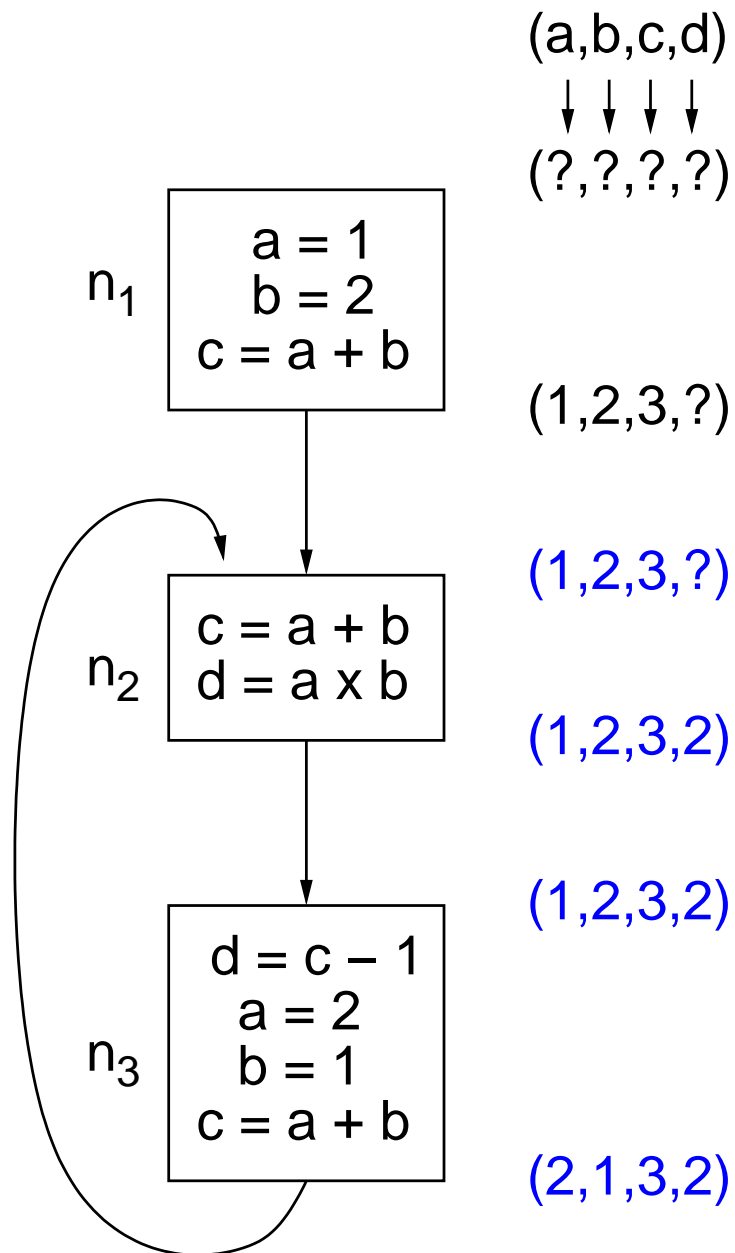 (a,b,c,d)
(?,?,?,?)
n1
a = 1
b = 2
c = a + b
(1,2,3,?)
(1,2,3,?)
n2
c = a + b
d = a x b
(1,2,3,2)
(1,2,3,2)
n3
d = c – 1
a = 2
b = 1
c = a + b
(2,1,3,2)